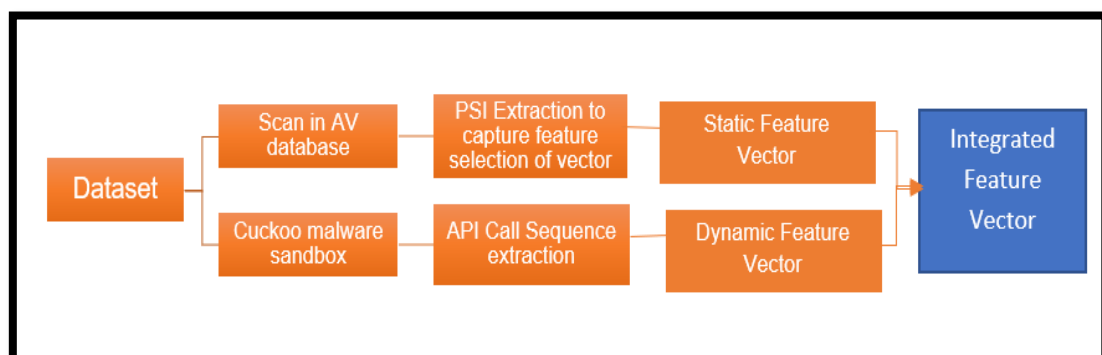 Dataset
Scan in AV
database
PSI Extraction to
capture feature
selection of vector
Static Feature
Vector
Cuckoo malware
sandbox
API Call Sequence
extraction
Dynamic Feature
Vector
Integrated
Feature
Vector